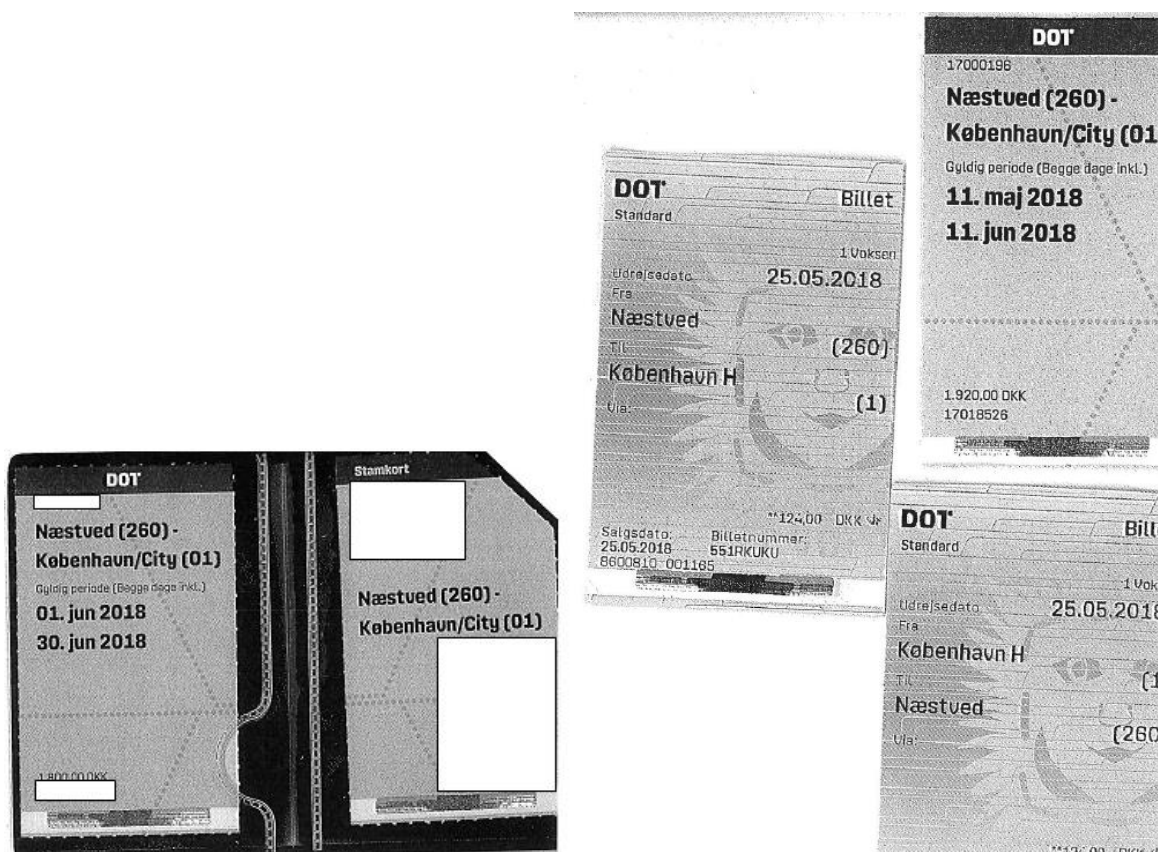 DOT
Næstved (260) -
København/City (01)
Gyldig periode (Begge dage inkl.)
01. jun 2018
30. jun 2018
1.800,00 DKK
Stamkort
Næstved (260) -
København/City (01)
DOT
Billet
Standard
1 Voksen
Udrejsedato
25.05.2018
Fra
Næstved
(260)
Til
København H
(1)
Via:
**124,00 DKK
Salgsdato:
Billetnummer:
25.05.2018
551RKUKU
8600810 001165
DOT
17000196
Næstved (260) -
København/City (01
Gyldig periode (Begge dage inkl.)
11. maj 2018
11. jun 2018
1.920,00 DKK
17018526
DOT
Bill
Standard
1 Vok
Udrejsedato
25.05.2018
Fra
København H
(1
Til
Næstved
(260
Via: